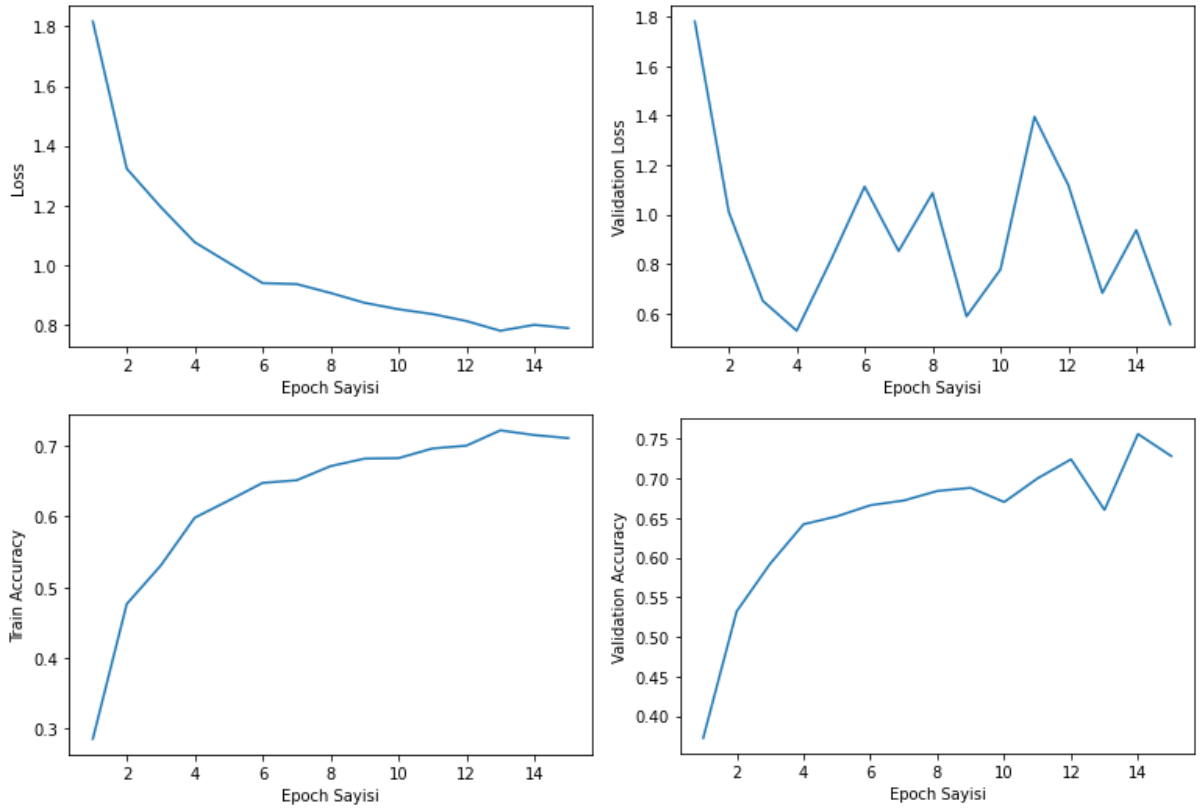 1.8
1.6
1.4
1.2
1.0
0.8
Loss
2 4 6 8 10 12 14
Epoch Sayisi
1.8
1.6
1.4
1.2
1.0
0.8
0.6
Validation Loss
2 4 6 8 10 12 14
Epoch Sayisi
0.7
0.6
0.5
0.4
0.3
Train Accuracy
2 4 6 8 10 12 14
Epoch Sayisi
0.75
0.70
0.65
0.60
0.55
0.50
0.45
0.40
Validation Accuracy
2 4 6 8 10 12 14
Epoch Sayisi